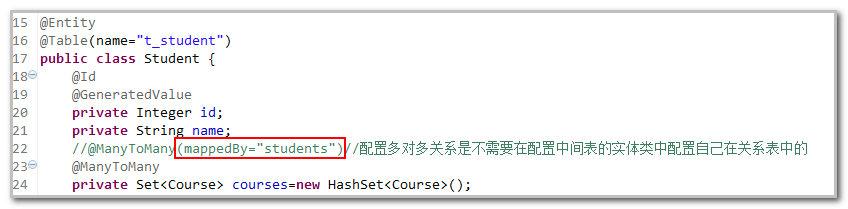 15 @Entity
16 @Table(name="t_student")
17 public class Student {
18 @Id
19 @GeneratedValue
20 private Integer id;
21 private String name;
22 //@ManyToMany(mappedBy="students")//配置多对多关系是不需要在配置中间表的实体类中配置自己在关系表中的
23 @ManyToMany
24 private Set<Course> courses=new HashSet<Course>();